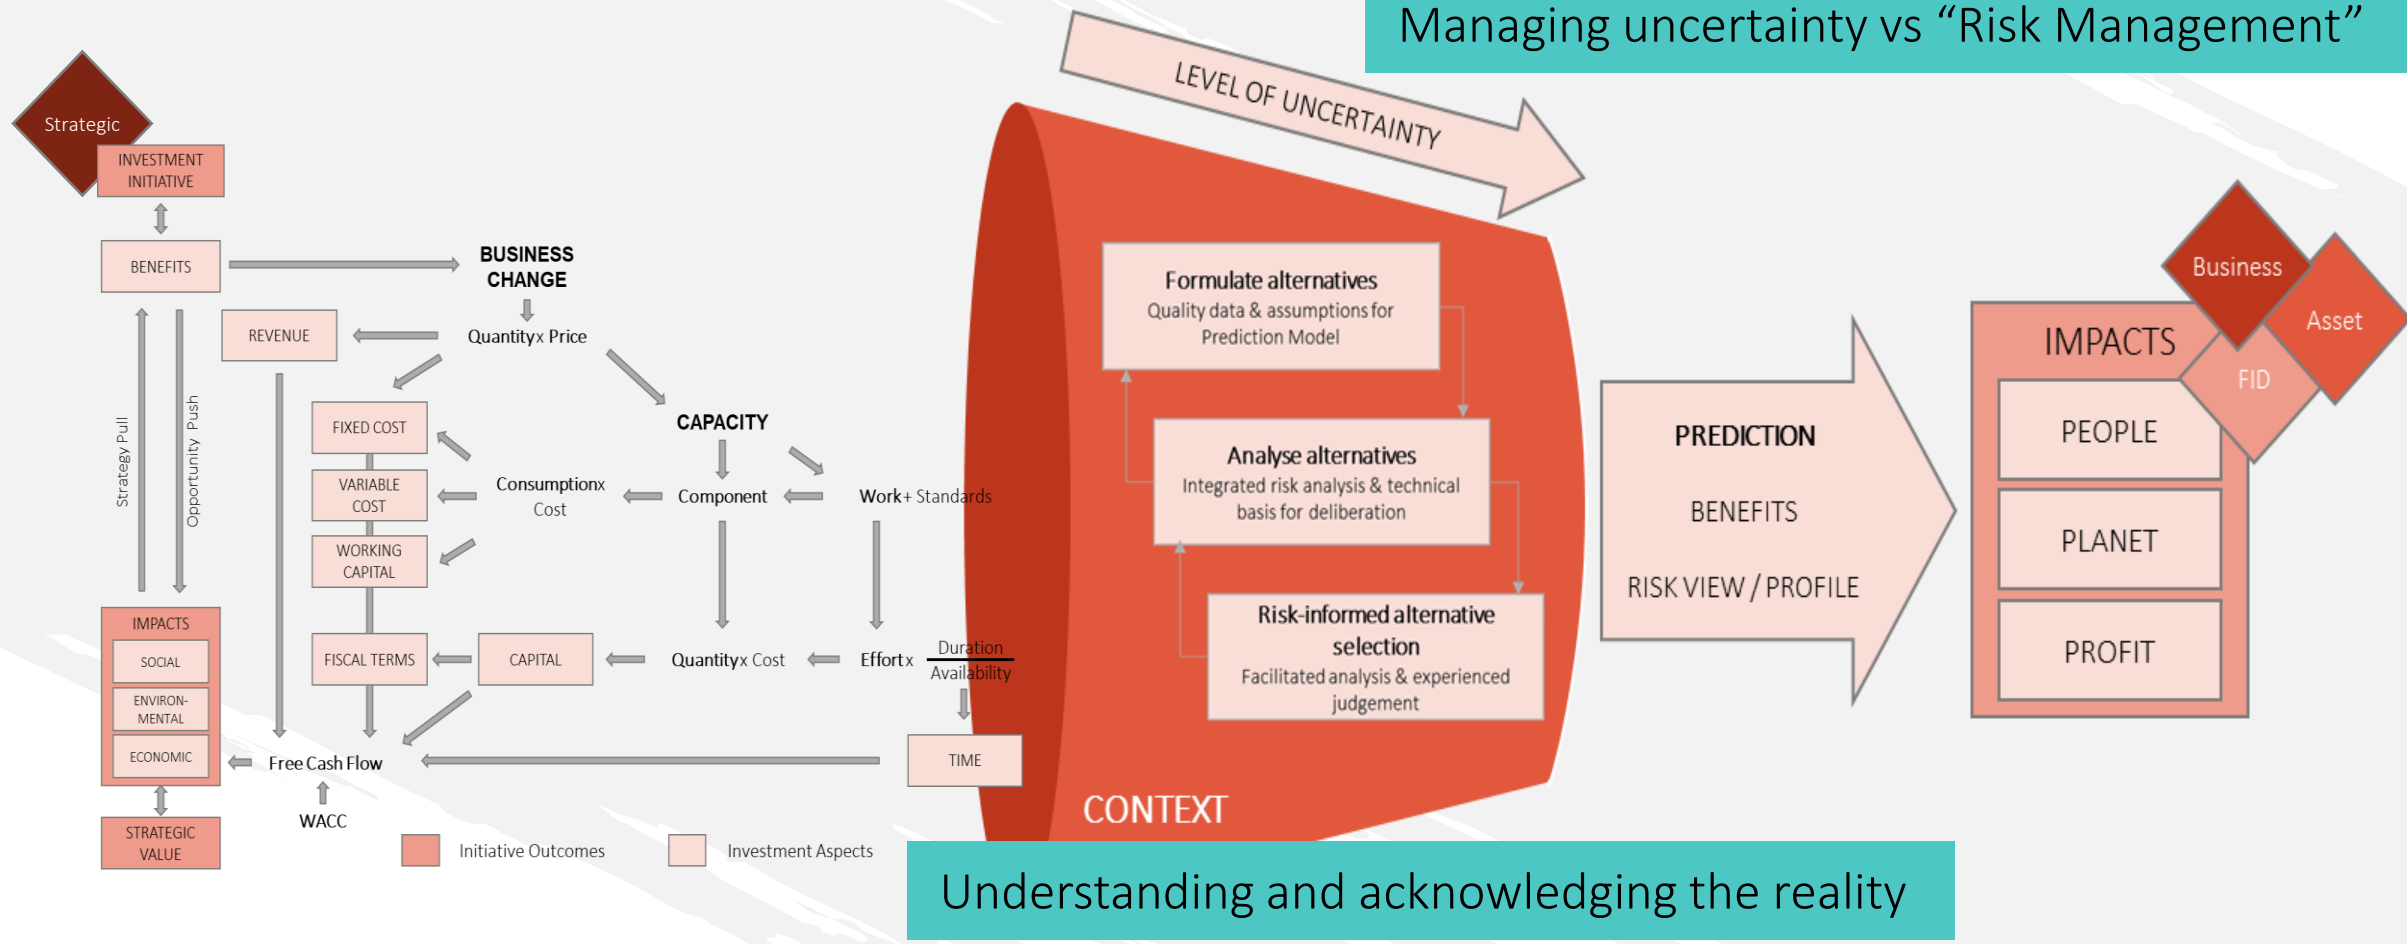 Managing uncertainty vs “Risk Management”
Strategic
INVESTMENT
INITIATIVE
BENEFITS
BUSINESS
CHANGE
REVENUE
Quantity x Price
Strategy Pull
Opportunity Push
FIXED COST
CAPACITY
VARIABLE
COST
Consumption x
Cost
Component
Work + Standards
WORKING
CAPITAL
IMPACTS
SOCIAL
ENVIRON-
MENTAL
ECONOMIC
FISCAL TERMS
CAPITAL
Quantity x Cost
Effort x
Duration
Availability
Free Cash Flow
TIME
WACC
STRATEGIC
VALUE
Initiative Outcomes
Investment Aspects
LEVEL OF UNCERTAINTY
Formulate alternatives
Quality data & assumptions for
Prediction Model
Analyse alternatives
Integrated risk analysis & technical
basis for deliberation
Risk-informed alternative
selection
Facilitated analysis & experienced
judgement
CONTEXT
PREDICTION
BENEFITS
RISK VIEW / PROFILE
Business
Asset
FID
IMPACTS
PEOPLE
PLANET
PROFIT
Understanding and acknowledging the reality